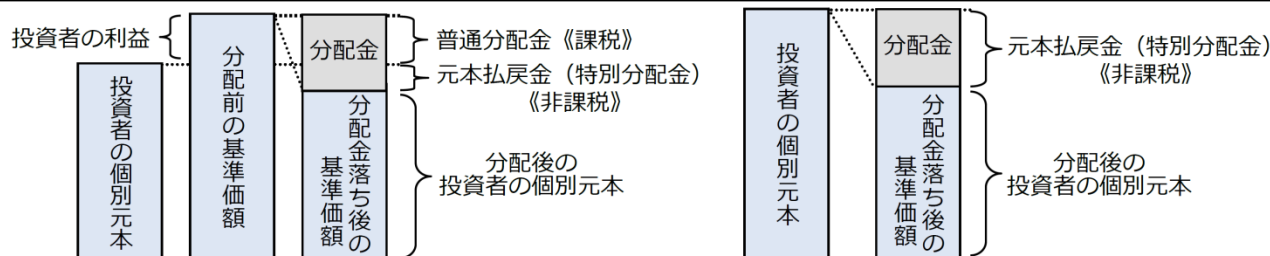 投資者の利益
投資者の個別元本
分配前の基準価額
分配金
分配金落ち後の
基準価額
普通分配金《課税》
元本払戻金（特別分配金）
《非課税》
分配後の
投資者の個別元本
投資者の個別元本
分配金
分配金落ち後の
基準価額
元本払戻金（特別分配金）
《非課税》
分配後の
投資者の個別元本